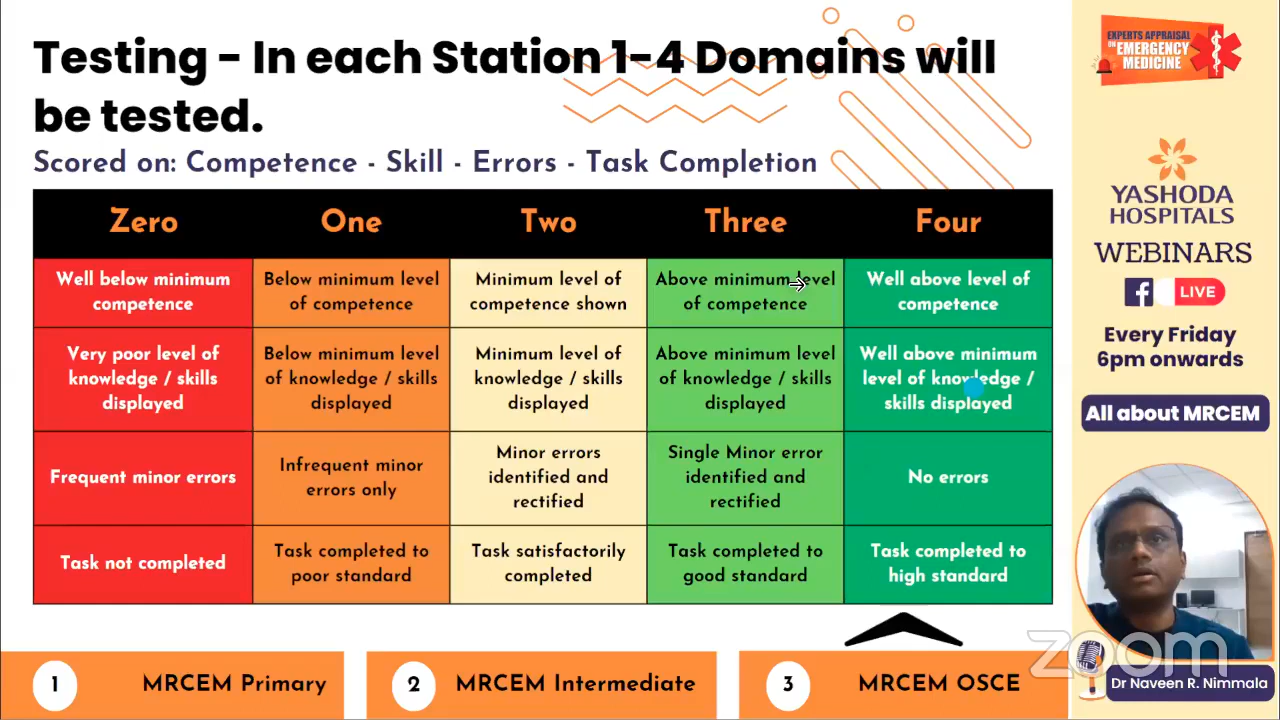 Testing - In each Station 1-4 Domains will
be tested.
Scored on: Competence - Skill - Errors - Task Completion
Zero
One
Two
Three
Four
Well below minimum
competence
Below minimum level
of competence
Minimum level of
competence shown
Above minimum level
of competence
Well above level of
competence
Very poor level of
knowledge / skills
displayed
Below minimum level
of knowledge / skills
displayed
Minimum level of
knowledge / skills
displayed
Above minimum level
of knowledge / skills
displayed
Well above minimum
level of knowledge /
skills displayed
Frequent minor errors
Infrequent minor
errors only
Minor errors
identified and
rectified
Single Minor error
identified and
rectified
No errors
Task not completed
Task completed to
poor standard
Task satisfactorily
completed
Task completed to
good standard
Task completed to
high standard
1 MRCEM Primary
2 MRCEM Intermediate
3 MRCEM OSCE
EXPERTS APPRAISAL
ON EMERGENCY
MEDICINE
YASHODA
HOSPITALS
WEBINARS
LIVE
Every Friday
6pm onwards
All about MRCEM
zoom
Dr Naveen R. Nimmala